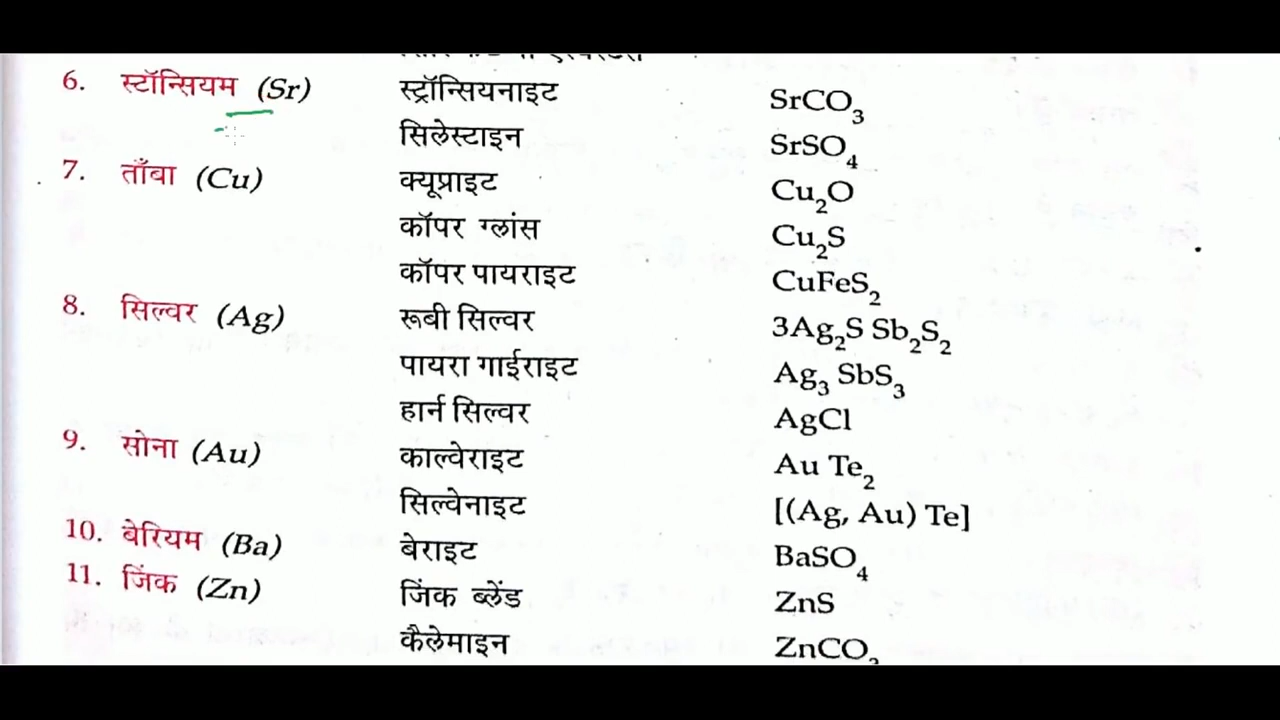 6. स्टॉन्सियम (Sr) स्ट्रॉन्सियनाइट SrCO₃
सिलेस्टाइन SrSO₄
7. ताँबा (Cu) क्यूप्राइट Cu₂O
कॉपर ग्लांस Cu₂S
कॉपर पायराइट CuFeS₂
8. सिल्वर (Ag) रूबी सिल्वर 3Ag₂S Sb₂S₂
पायरा गाईराइट Ag₃ SbS₃
हार्न सिल्वर AgCl
9. सोना (Au) काल्वेराइट Au Te₂
सिल्वेनाइट [(Ag, Au) Te]
10. बेरियम (Ba) बेराइट BaSO₄
11. जिंक (Zn) जिंक ब्लेंड ZnS
कैलेमाइन ZnCO₃